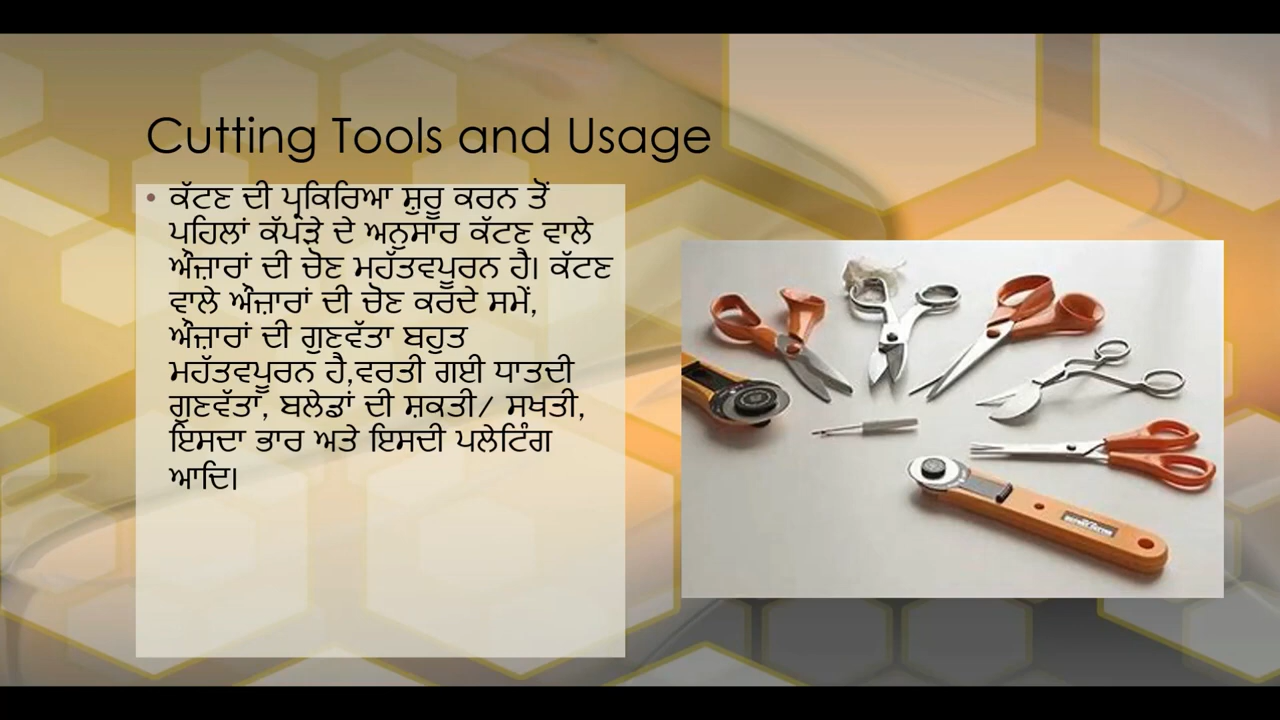 Cutting Tools and Usage
• ਕੱਟਣ ਦੀ ਪ੍ਰਕਿਰਿਆ ਸ਼ੁਰੂ ਕਰਨ ਤੋਂ
ਪਹਿਲਾਂ ਕੱਪੜੇ ਦੇ ਅਨੁਸਾਰ ਕੱਟਣ ਵਾਲੇ
ਔਜ਼ਾਰਾਂ ਦੀ ਚੋਣ ਮਹੱਤਵਪੂਰਨ ਹੈ। ਕੱਟਣ
ਵਾਲੇ ਔਜ਼ਾਰਾਂ ਦੀ ਚੋਣ ਕਰਦੇ ਸਮੇਂ,
ਔਜ਼ਾਰਾਂ ਦੀ ਗੁਣਵੱਤਾ ਬਹੁਤ
ਮਹੱਤਵਪੂਰਨ ਹੈ,ਵਰਤੀ ਗਈ ਧਾਤਦੀ
ਗੁਣਵੱਤਾ, ਬਲੇਡਾਂ ਦੀ ਸ਼ਕਤੀ/ ਸਖਤੀ,
ਇਸਦਾ ਭਾਰ ਅਤੇ ਇਸਦੀ ਪਲੇਟਿੰਗ
ਆਦਿ।